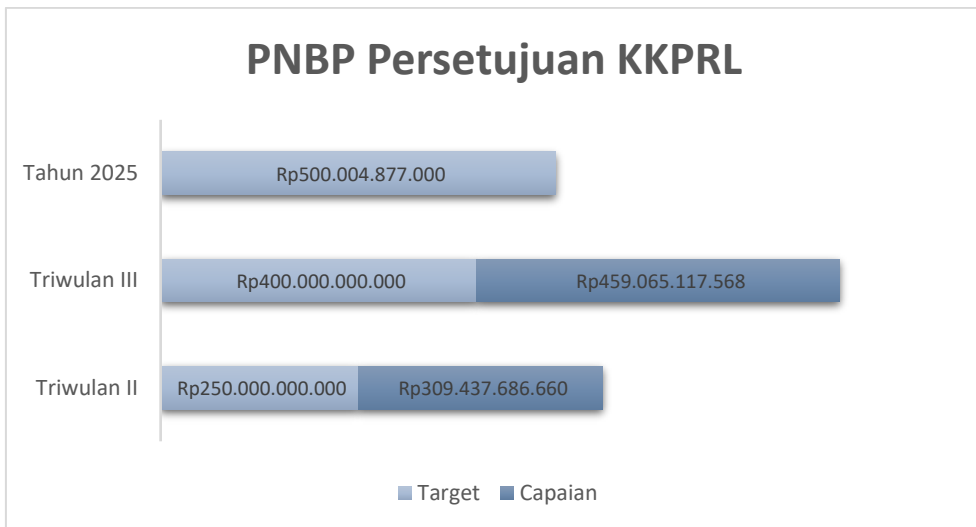 PNBP Persetujuan KKPRL
Tahun 2025
Rp500.004.877.000
Triwulan III
Rp400.000.000.000
Rp459.065.117.568
Triwulan II
Rp250.000.000.000
Rp309.437.686.660
Target
Capaian